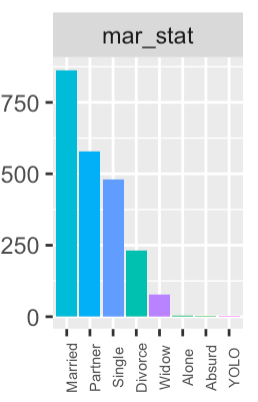 mar_stat
750
500
250
0
Married
Partner
Single
Divorce
Widow
Alone
Absurd
YOLO